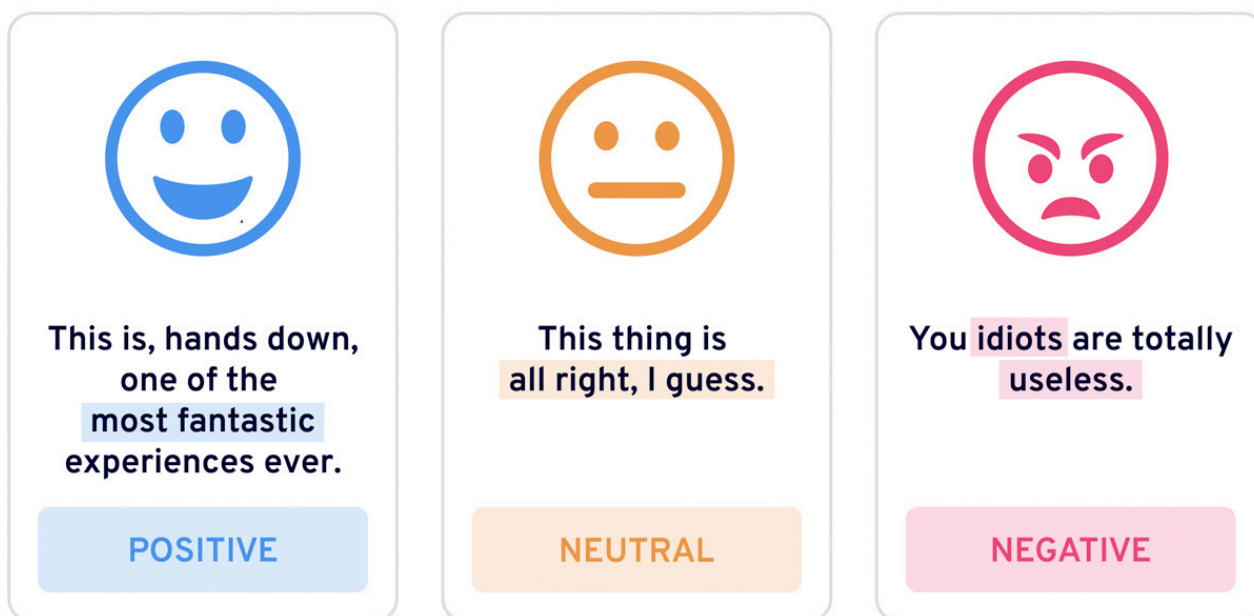 This is, hands down,
one of the
most fantastic
experiences ever.
POSITIVE
This thing is
all right, I guess.
NEUTRAL
You idiots are totally
useless.
NEGATIVE